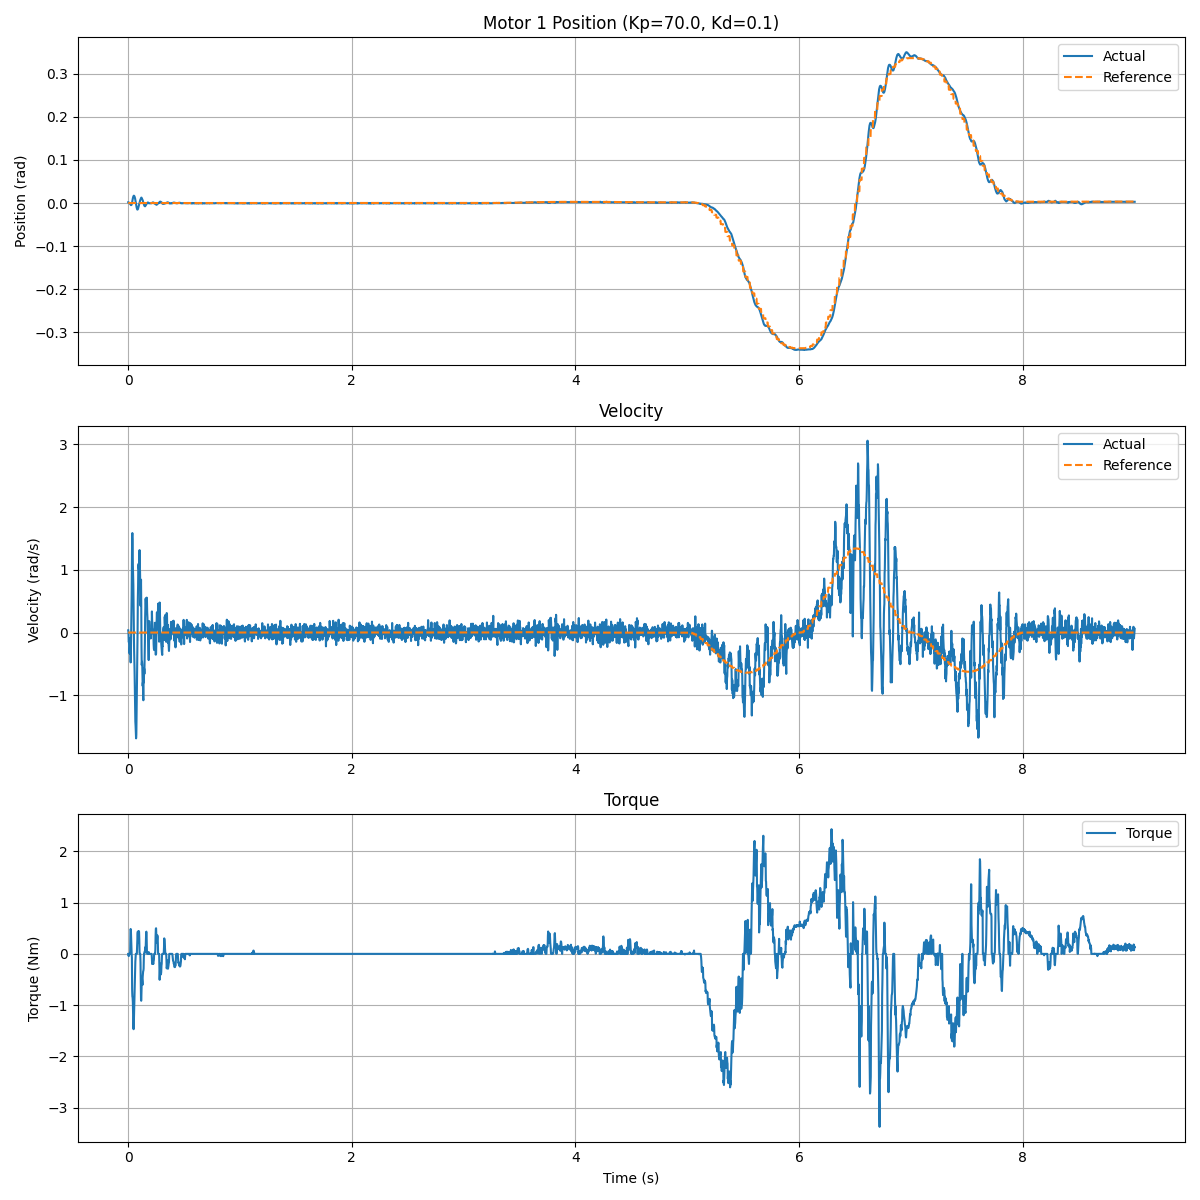 Motor 1 Position (Kp=70.0, Kd=0.1)
Actual
Reference
0.3
0.2
0.1
0.0
−0.1
−0.2
−0.3
Position (rad)
0 2 4 6 8
Velocity
Actual
Reference
3
2
1
0
−1
Velocity (rad/s)
0 2 4 6 8
Torque
Torque
2
1
0
−1
−2
−3
Torque (Nm)
0 2 4 6 8
Time (s)